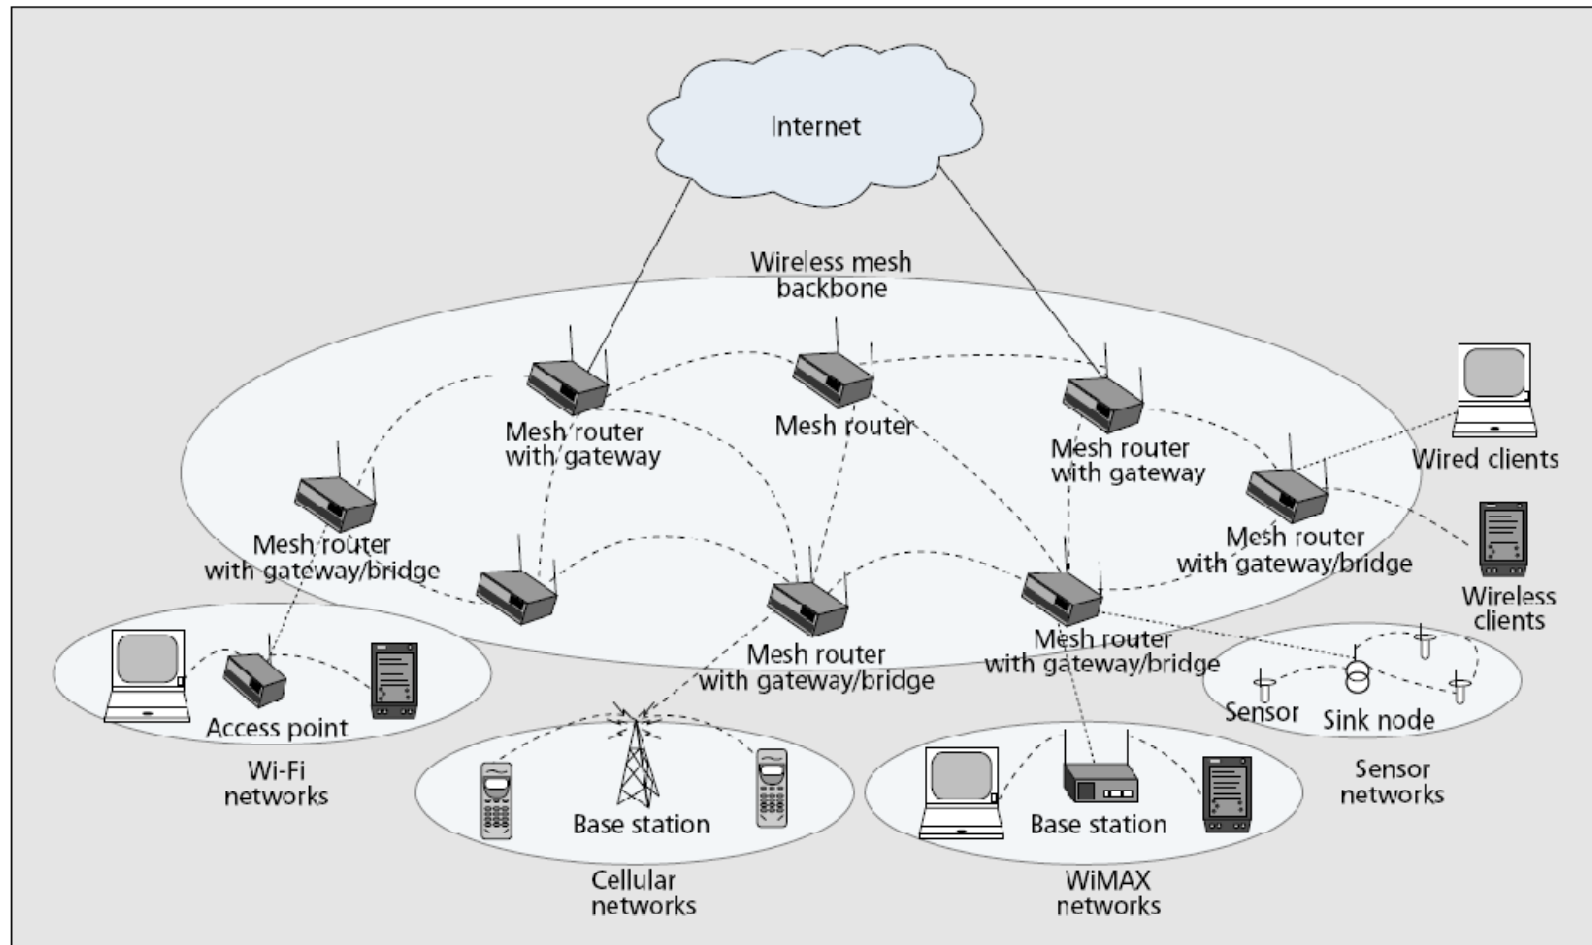 Internet
Wireless mesh
backbone
Mesh router
with gateway
Mesh router
Mesh router
with gateway
Wired clients
Mesh router
with gateway/bridge
Mesh router
with gateway/bridge
Wireless
clients
Mesh router
with gateway/bridge
Mesh router
with gateway/bridge
Access point
Wi-Fi
networks
Sensor
Sink node
Sensor
networks
Base station
Cellular
networks
Base station
WiMAX
networks